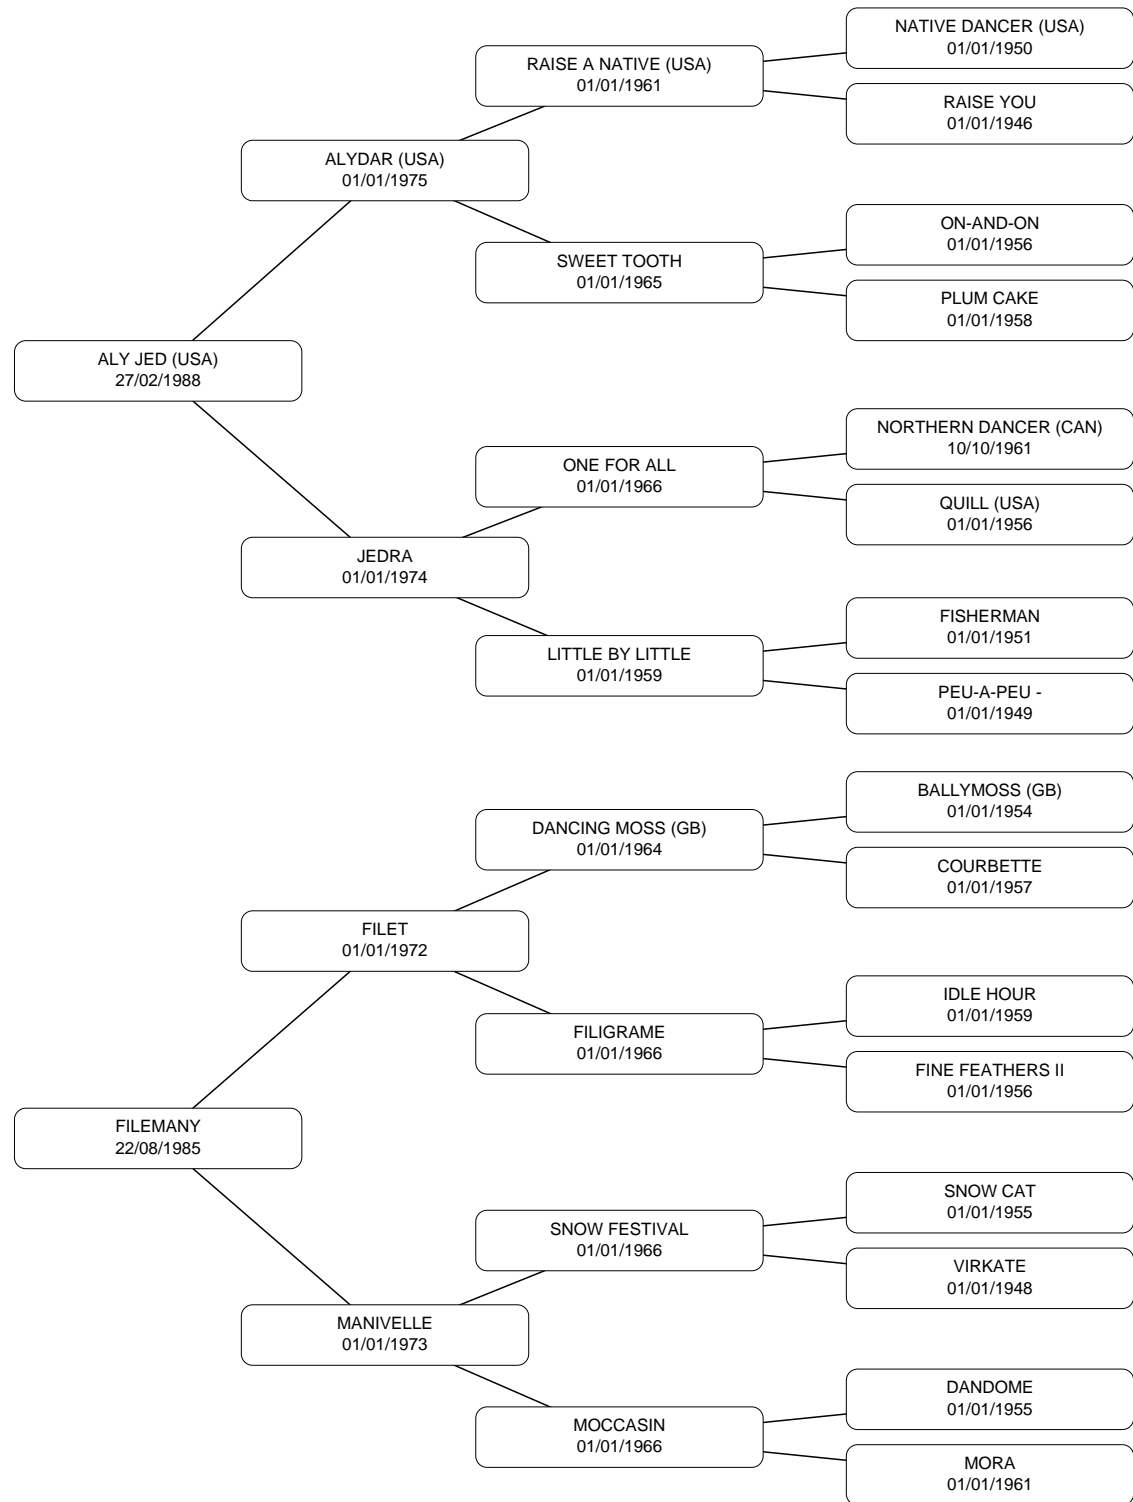 NATIVE DANCER (USA)
01/01/1950
RAISE A NATIVE (USA)
01/01/1961
RAISE YOU
01/01/1946
ALYDAR (USA)
01/01/1975
ON-AND-ON
01/01/1956
SWEET TOOTH
01/01/1965
PLUM CAKE
01/01/1958
ALY JED (USA)
27/02/1988
NORTHERN DANCER (CAN)
10/10/1961
ONE FOR ALL
01/01/1966
QUILL (USA)
01/01/1956
JEDRA
01/01/1974
FISHERMAN
01/01/1951
LITTLE BY LITTLE
01/01/1959
PEU-A-PEU -
01/01/1949
BALLYMOSS (GB)
01/01/1954
DANCING MOSS (GB)
01/01/1964
COURBETTE
01/01/1957
FILET
01/01/1972
IDLE HOUR
01/01/1959
FILIGRAME
01/01/1966
FINE FEATHERS II
01/01/1956
FILEMANY
22/08/1985
SNOW CAT
01/01/1955
SNOW FESTIVAL
01/01/1966
VIRKATE
01/01/1948
MANIVELLE
01/01/1973
DANDOME
01/01/1955
MOCCASIN
01/01/1966
MORA
01/01/1961